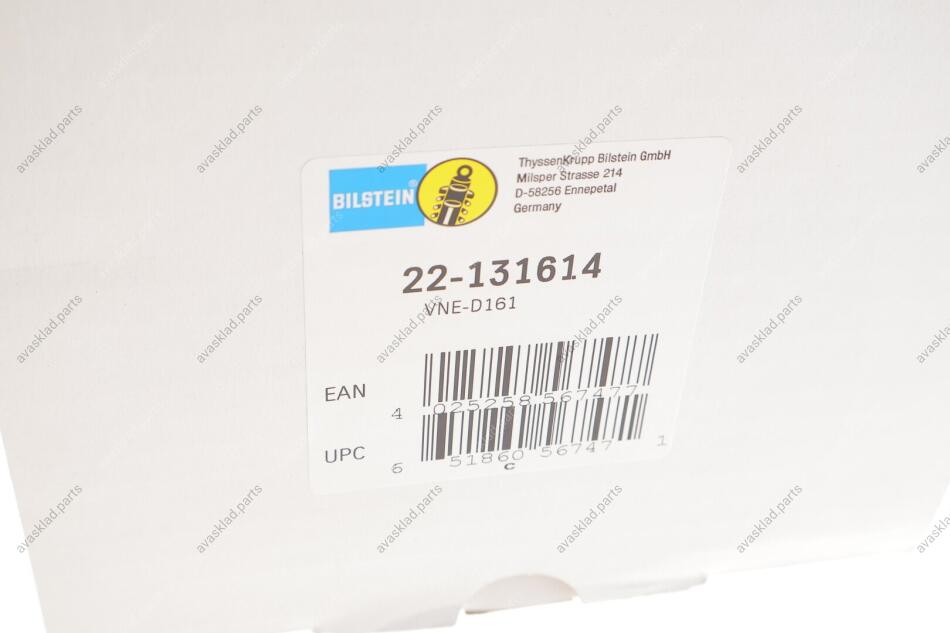 BILSTEIN®
ThyssenKrupp Bilstein GmbH
Milsper Strasse 214
D-58256 Ennepetal
Germany
22-131614
VNE-D161
EAN
4 025258 567477
UPC
6 51860 56747 1
C
avasklad.parts